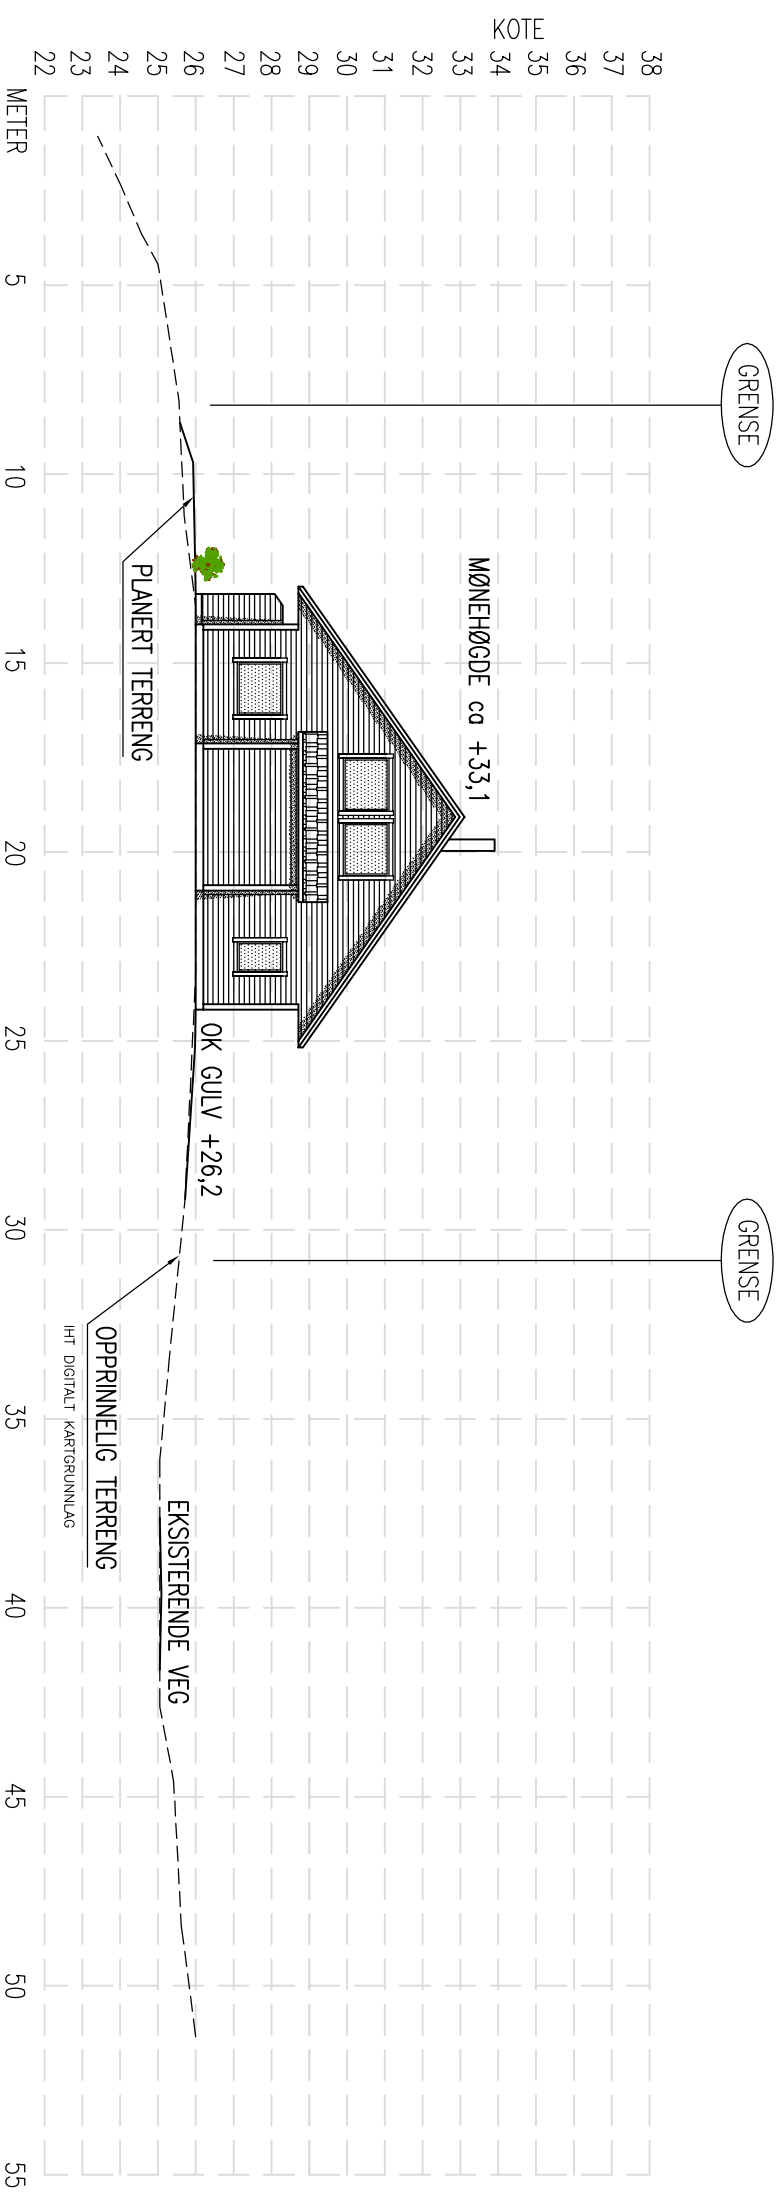 GRENSE
GRENSE
KOTE
38
37
36
35
34
33
32
31
30
29
28
27
26
25
24
23
22
MØNEHØGDE ca +33,1
OK GULV +26,2
EKSISTERENDE VEG
PLANERT TERRENG
OPPRINNELIG TERRENG
IHT DIGITALT KARTGRUNNLAG
METER
5
10
15
20
25
30
35
40
45
50
55